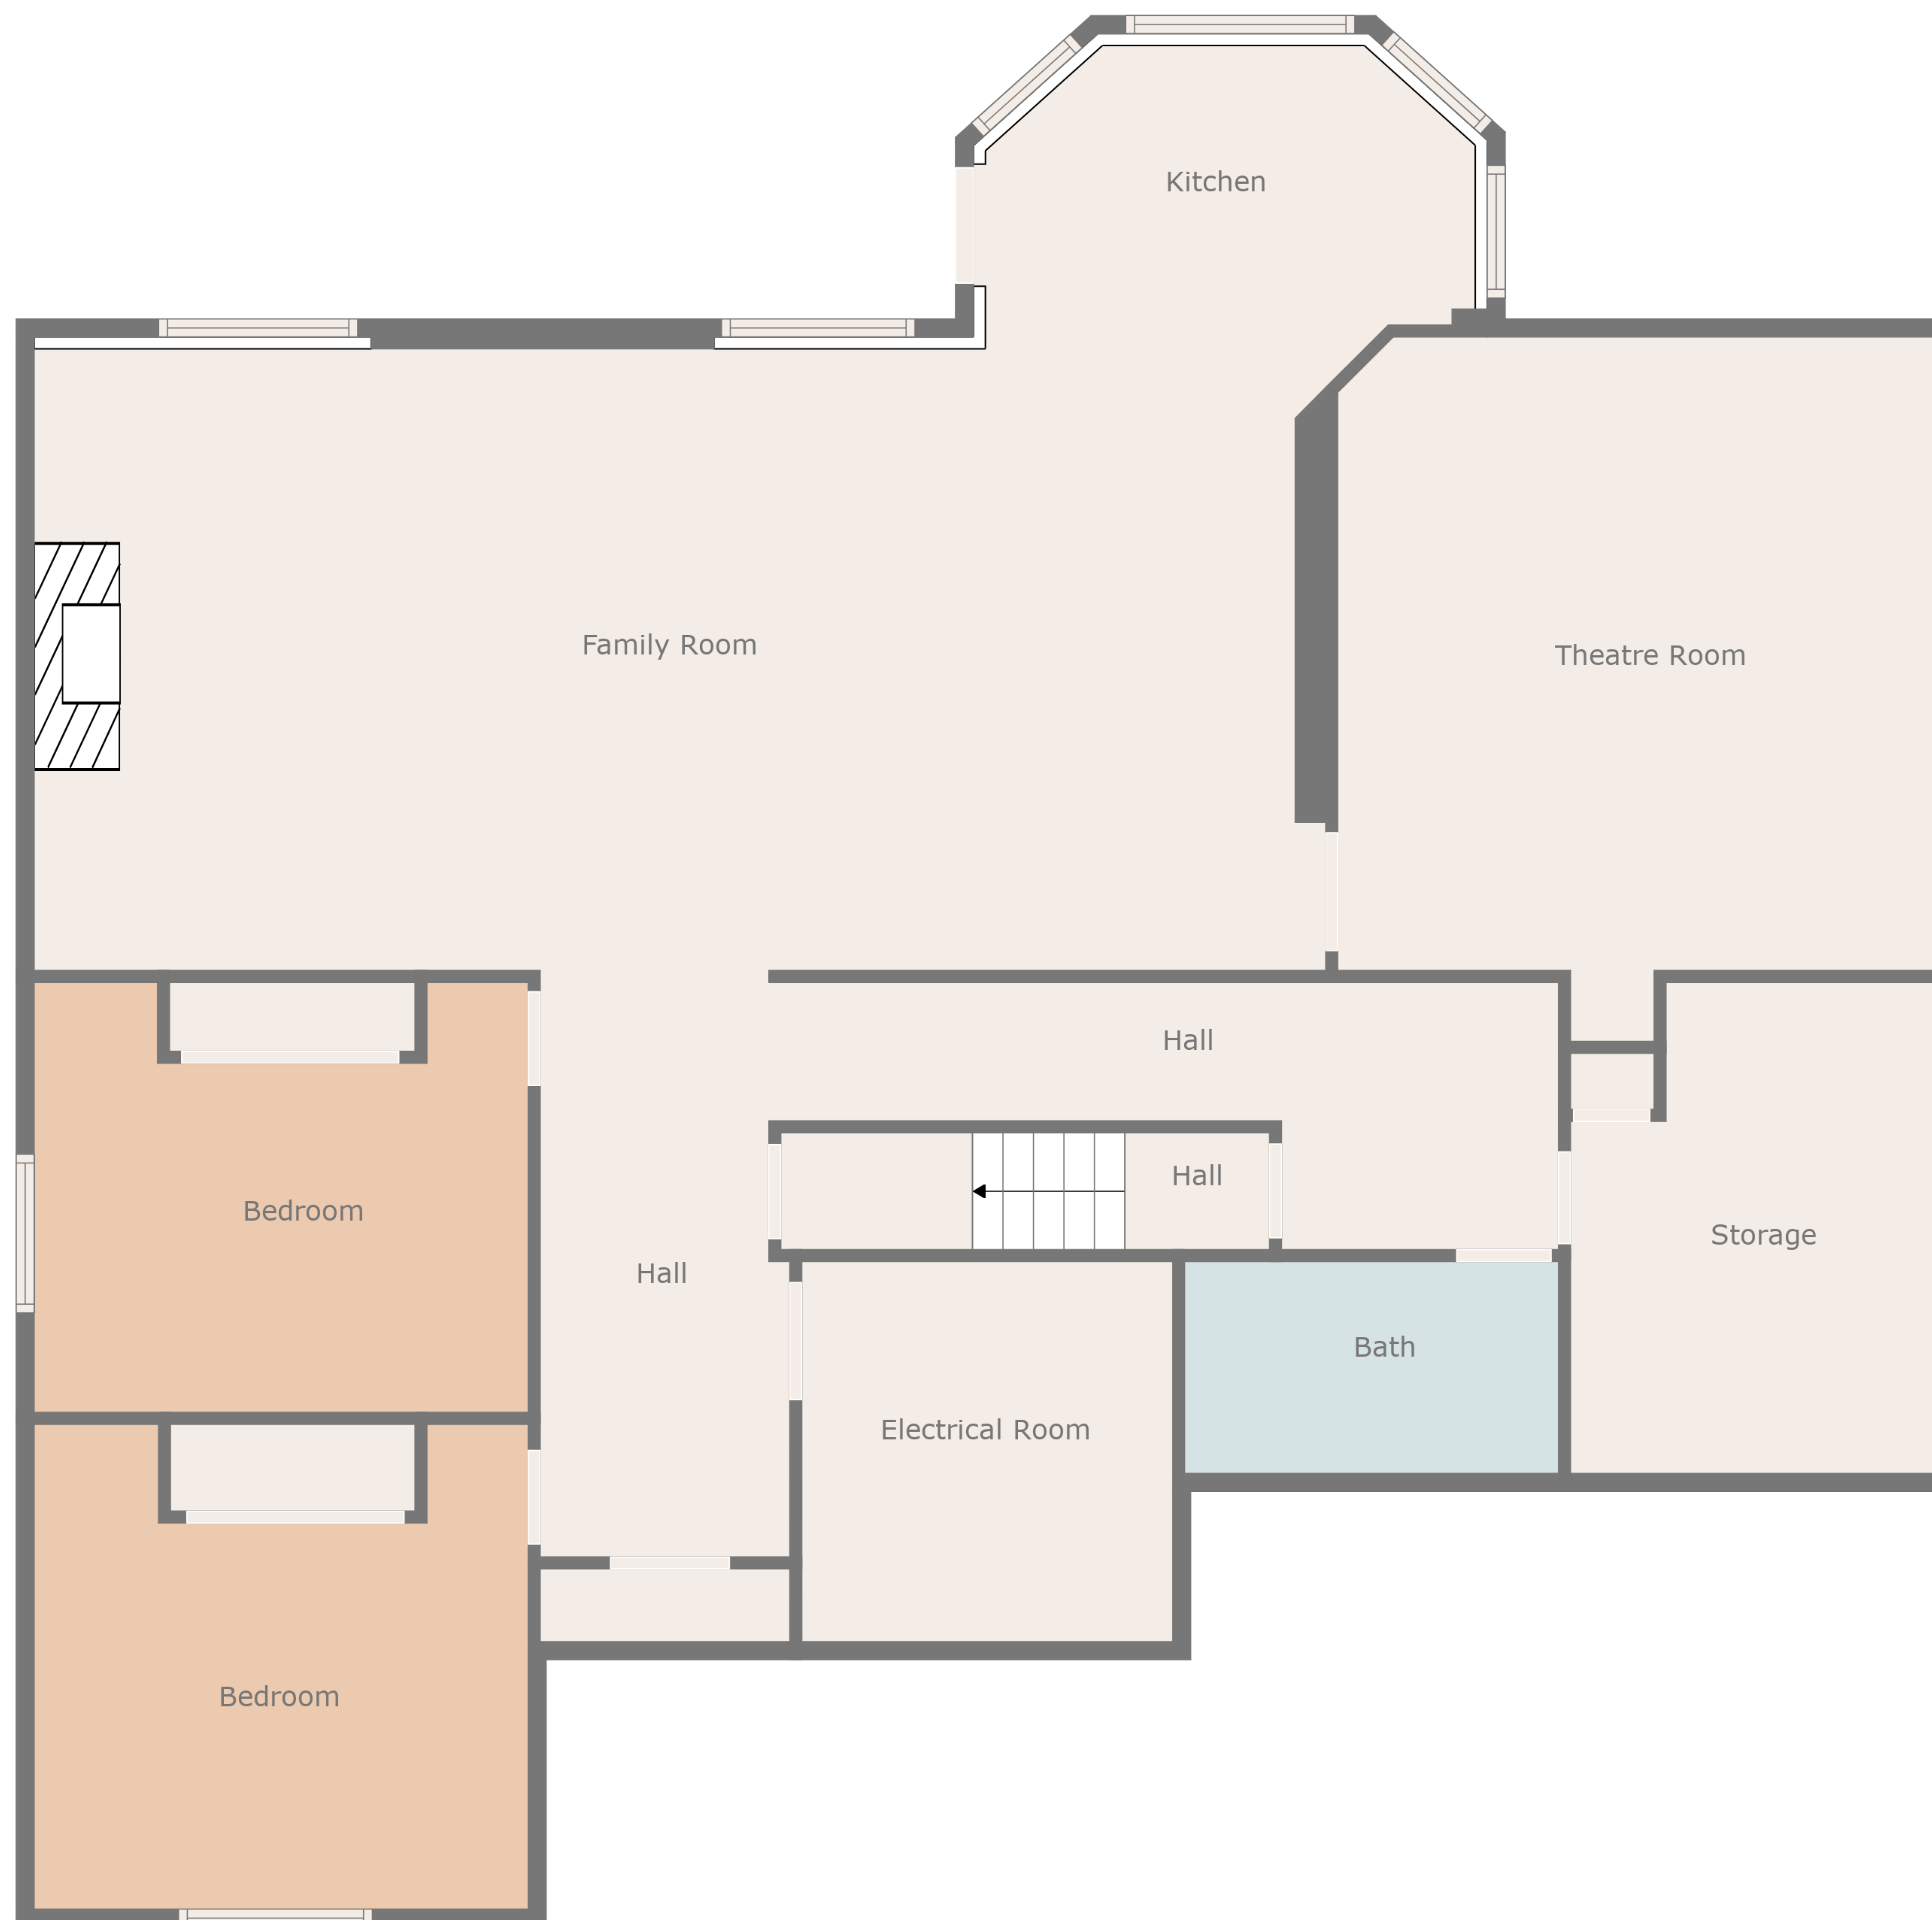 Kitchen
Family Room
Theatre Room
Hall
Hall
Bedroom
Storage
Hall
Bath
Electrical Room
Bedroom